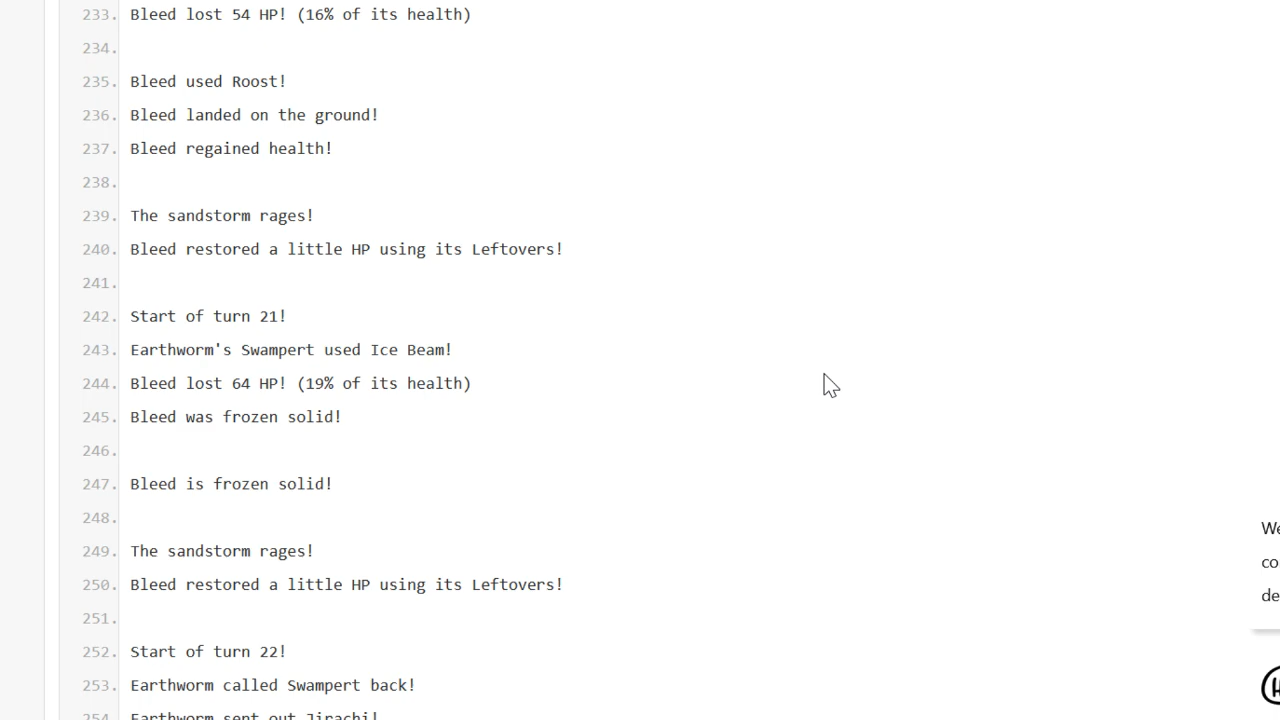 233. Bleed lost 54 HP! (16% of its health)
234.
235. Bleed used Roost!
236. Bleed landed on the ground!
237. Bleed regained health!
238.
239. The sandstorm rages!
240. Bleed restored a little HP using its Leftovers!
241.
242. Start of turn 21!
243. Earthworm's Swampert used Ice Beam!
244. Bleed lost 64 HP! (19% of its health)
245. Bleed was frozen solid!
246.
247. Bleed is frozen solid!
248.
249. The sandstorm rages!
250. Bleed restored a little HP using its Leftovers!
251.
252. Start of turn 22!
253. Earthworm called Swampert back!
254. Earthworm sent out Jirachi!
We
co
de